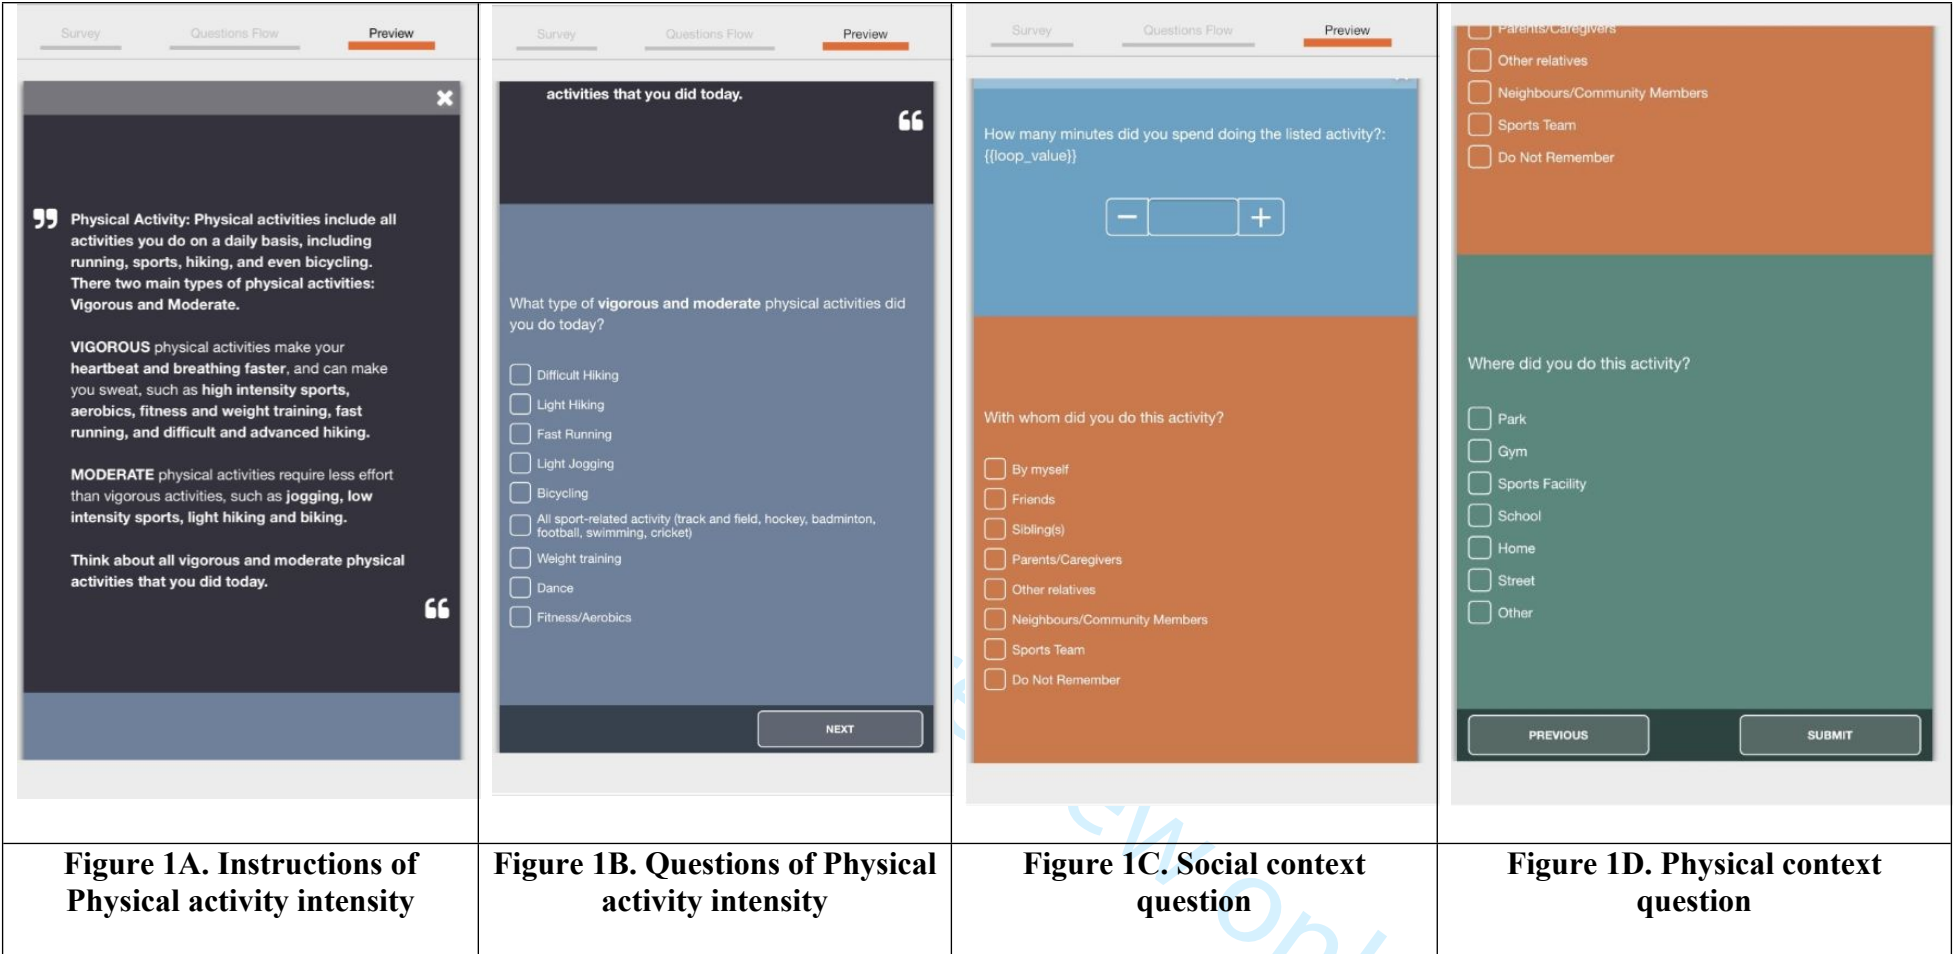 Survey
Questions Flow
Preview
Physical Activity: Physical activities include all
activities you do on a daily basis, including
running, sports, hiking, and even bicycling.
There two main types of physical activities:
Vigorous and Moderate.
VIGOROUS physical activities make your
heartbeat and breathing faster, and can make
you sweat, such as high intensity sports,
aerobics, fitness and weight training, fast
running, and difficult and advanced hiking.
MODERATE physical activities require less effort
than vigorous activities, such as jogging, low
intensity sports, light hiking and biking.
Think about all vigorous and moderate physical
activities that you did today.
Figure 1A. Instructions of
Physical activity intensity
Survey
Questions Flow
Preview
activities that you did today.
What type of vigorous and moderate physical activities did
you do today?
Difficult Hiking
Light Hiking
Fast Running
Light Jogging
Bicycling
All sport-related activity (track and field, hockey, badminton,
football, swimming, cricket)
Weight training
Dance
Fitness/Aerobics
NEXT
Figure 1B. Questions of Physical
activity intensity
Survey
Questions Flow
Preview
How many minutes did you spend doing the listed activity?:
{{loop_value}}
With whom did you do this activity?
By myself
Friends
Sibling(s)
Parents/Caregivers
Other relatives
Neighbours/Community Members
Sports Team
Do Not Remember
Figure 1C. Social context
question
Parents/Caregivers
Other relatives
Neighbours/Community Members
Sports Team
Do Not Remember
Where did you do this activity?
Park
Gym
Sports Facility
School
Home
Street
Other
PREVIOUS
SUBMIT
Figure 1D. Physical context
question